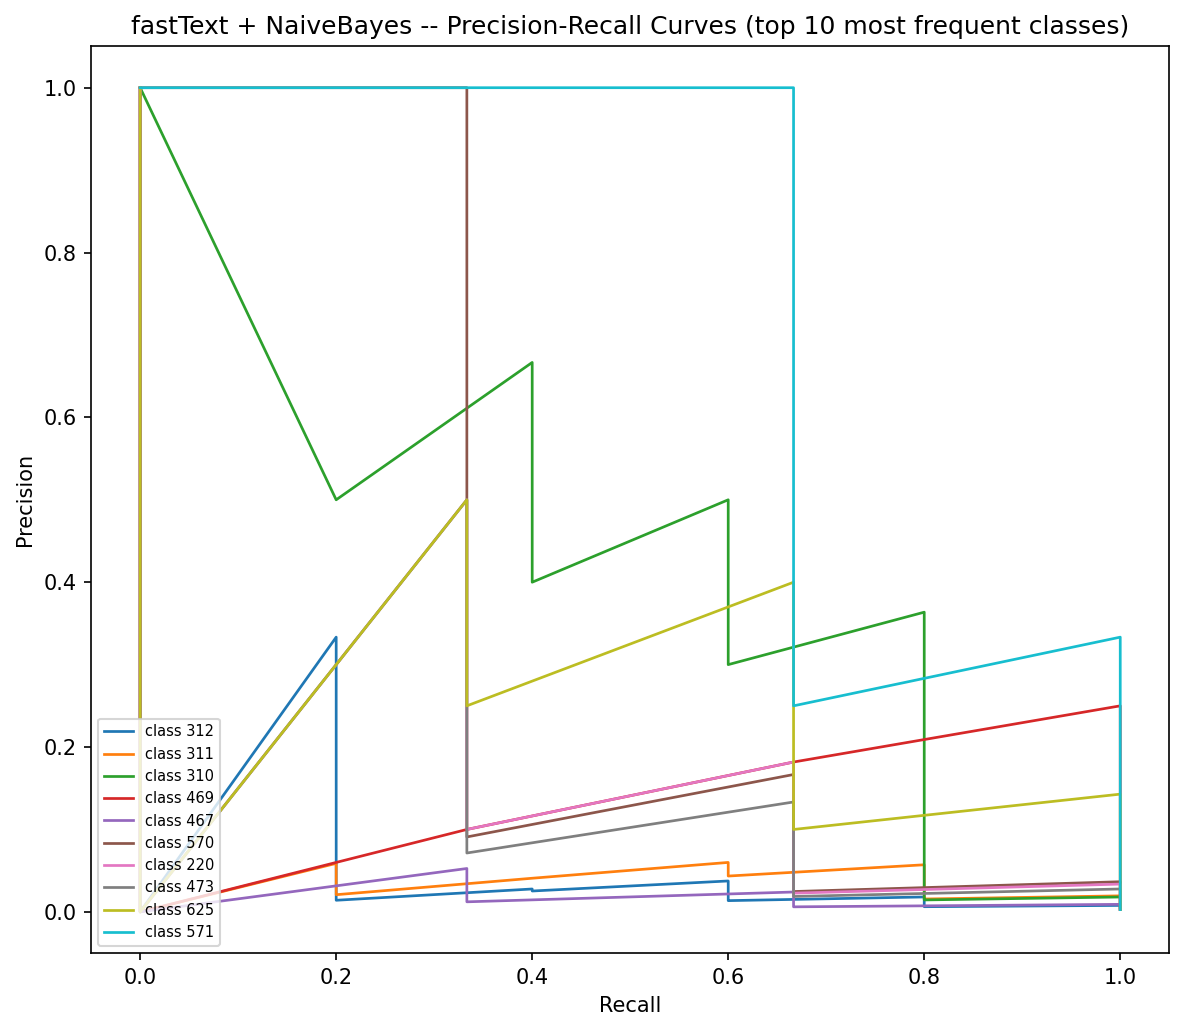 fastText + NaiveBayes -- Precision-Recall Curves (top 10 most frequent classes)
1.0
0.8
0.6
0.4
0.2
0.0
Precision
class 312
class 311
class 310
class 469
class 467
class 570
class 220
class 473
class 625
class 571
0.0 0.2 0.4 0.6 0.8 1.0
Recall